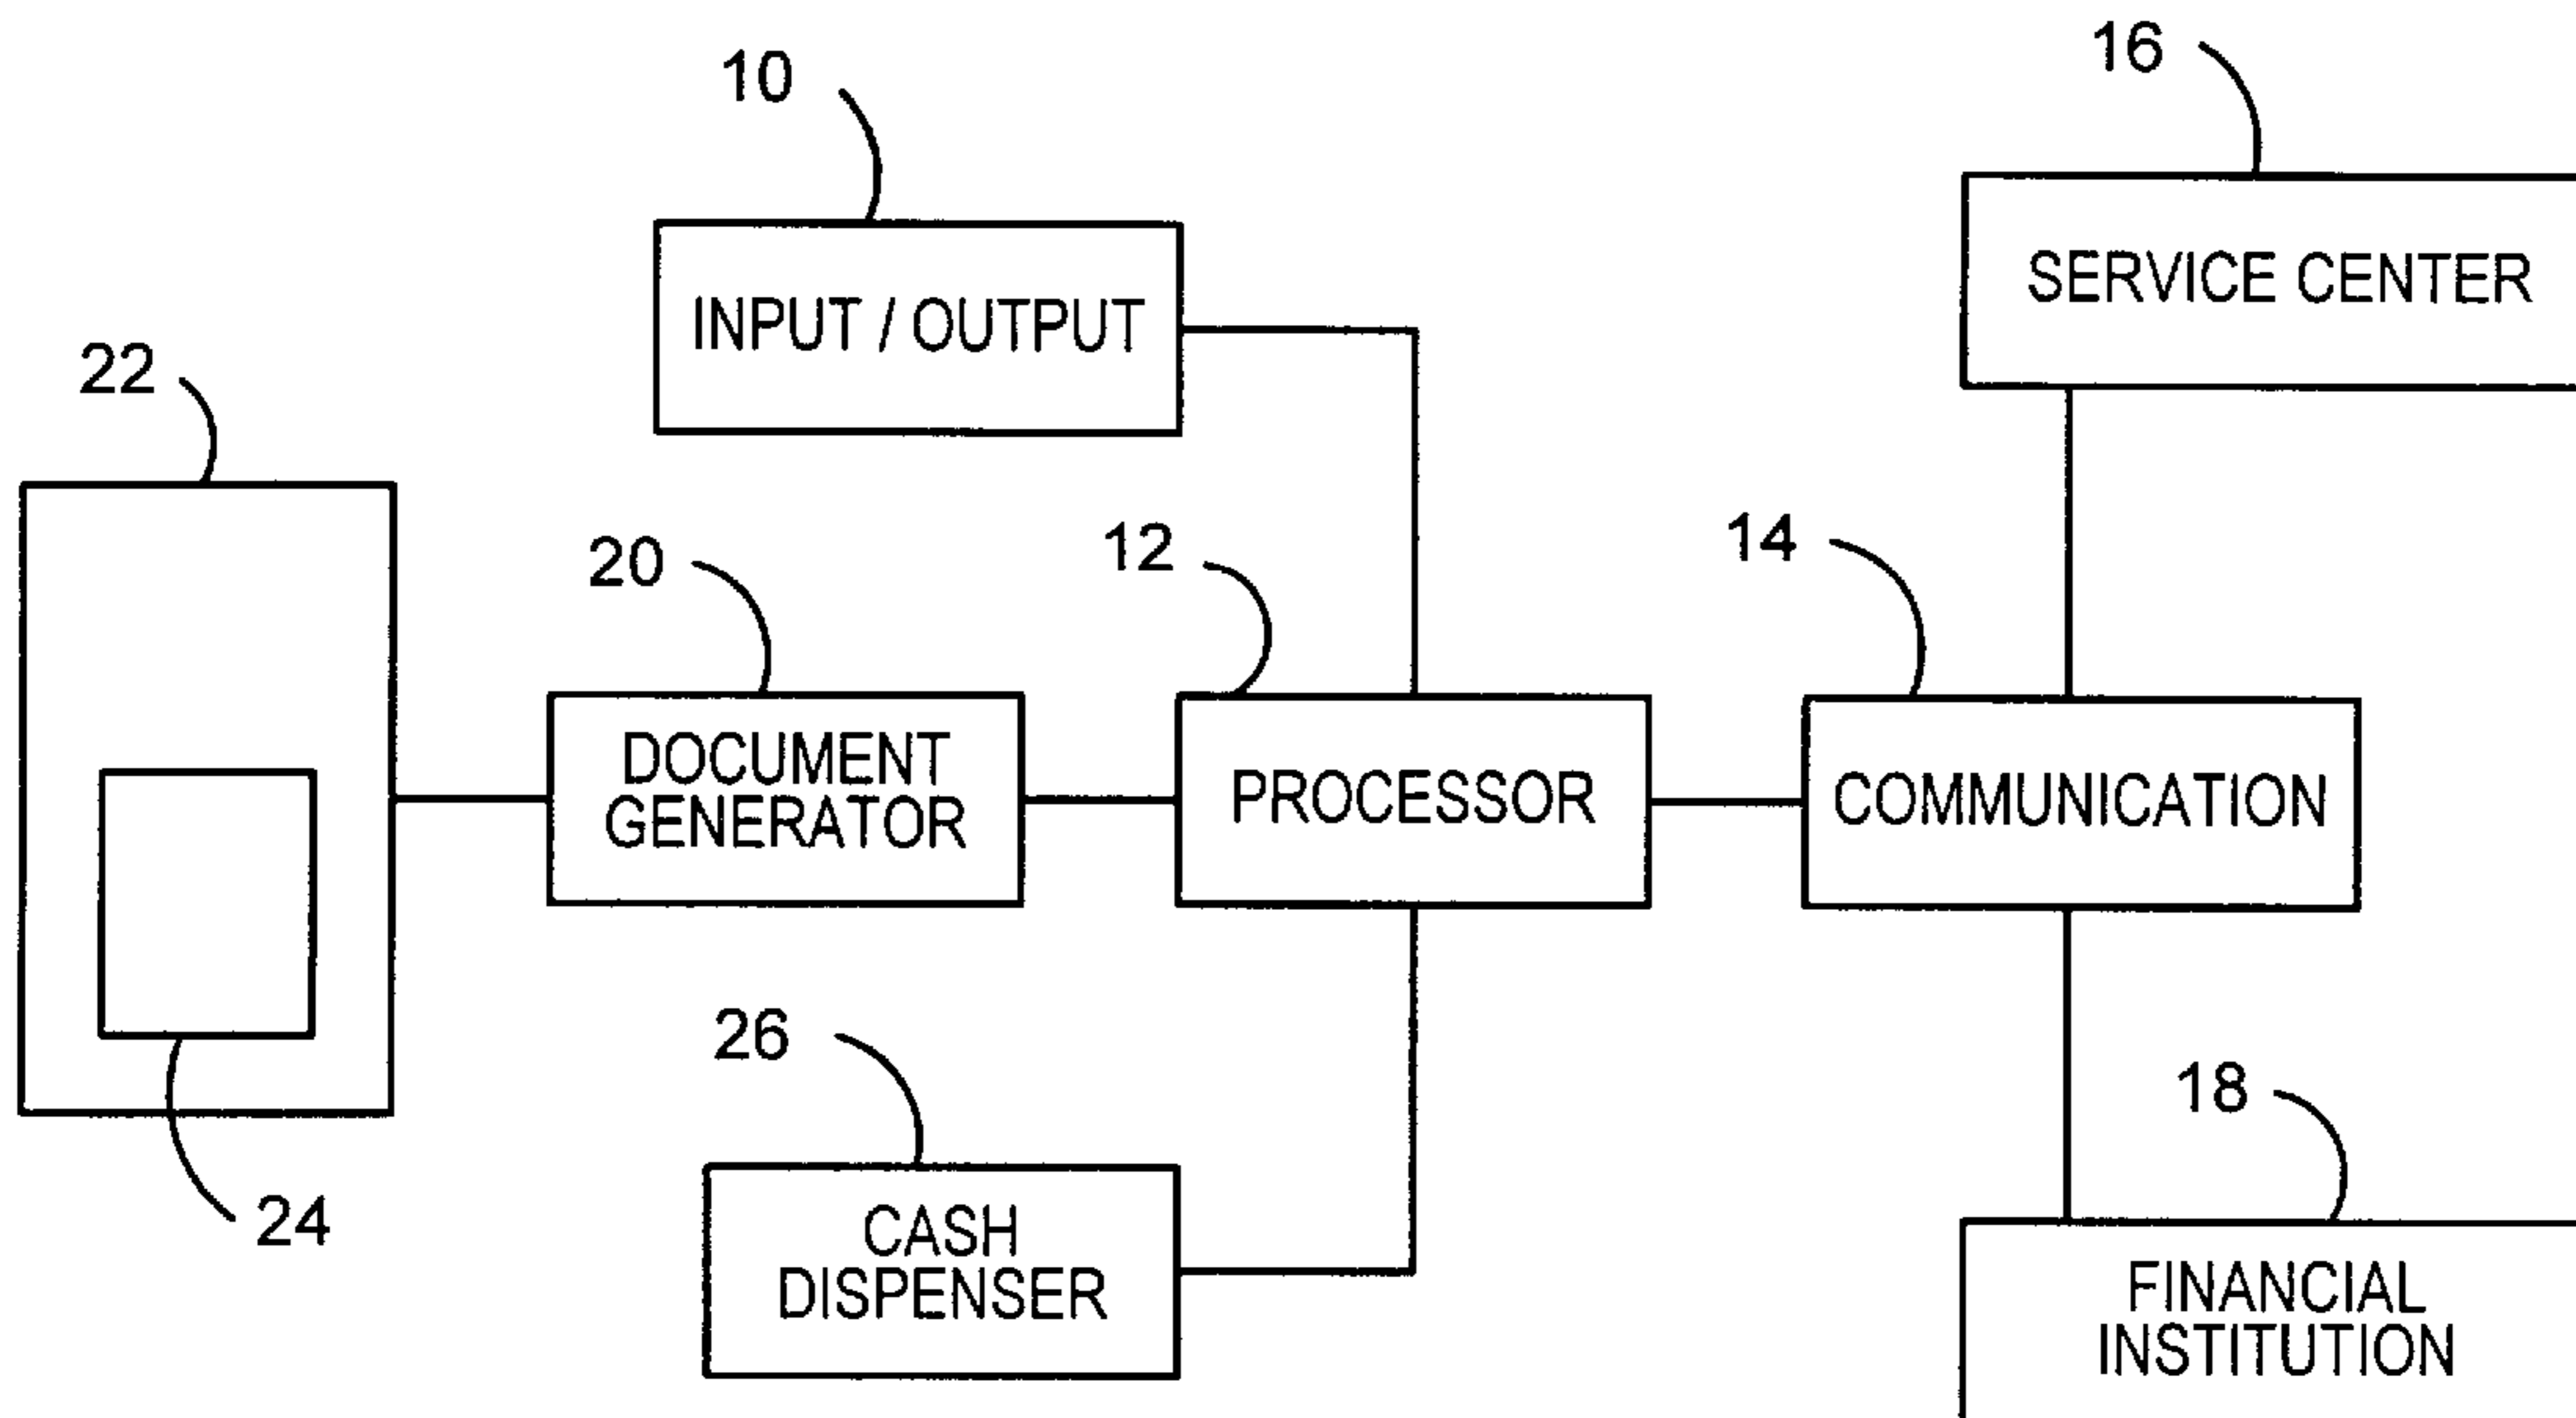 16
10
SERVICE CENTER
INPUT / OUTPUT
22
20
12
14
DOCUMENT
GENERATOR
PROCESSOR
COMMUNICATION
26
18
24
CASH
DISPENSER
FINANCIAL
INSTITUTION